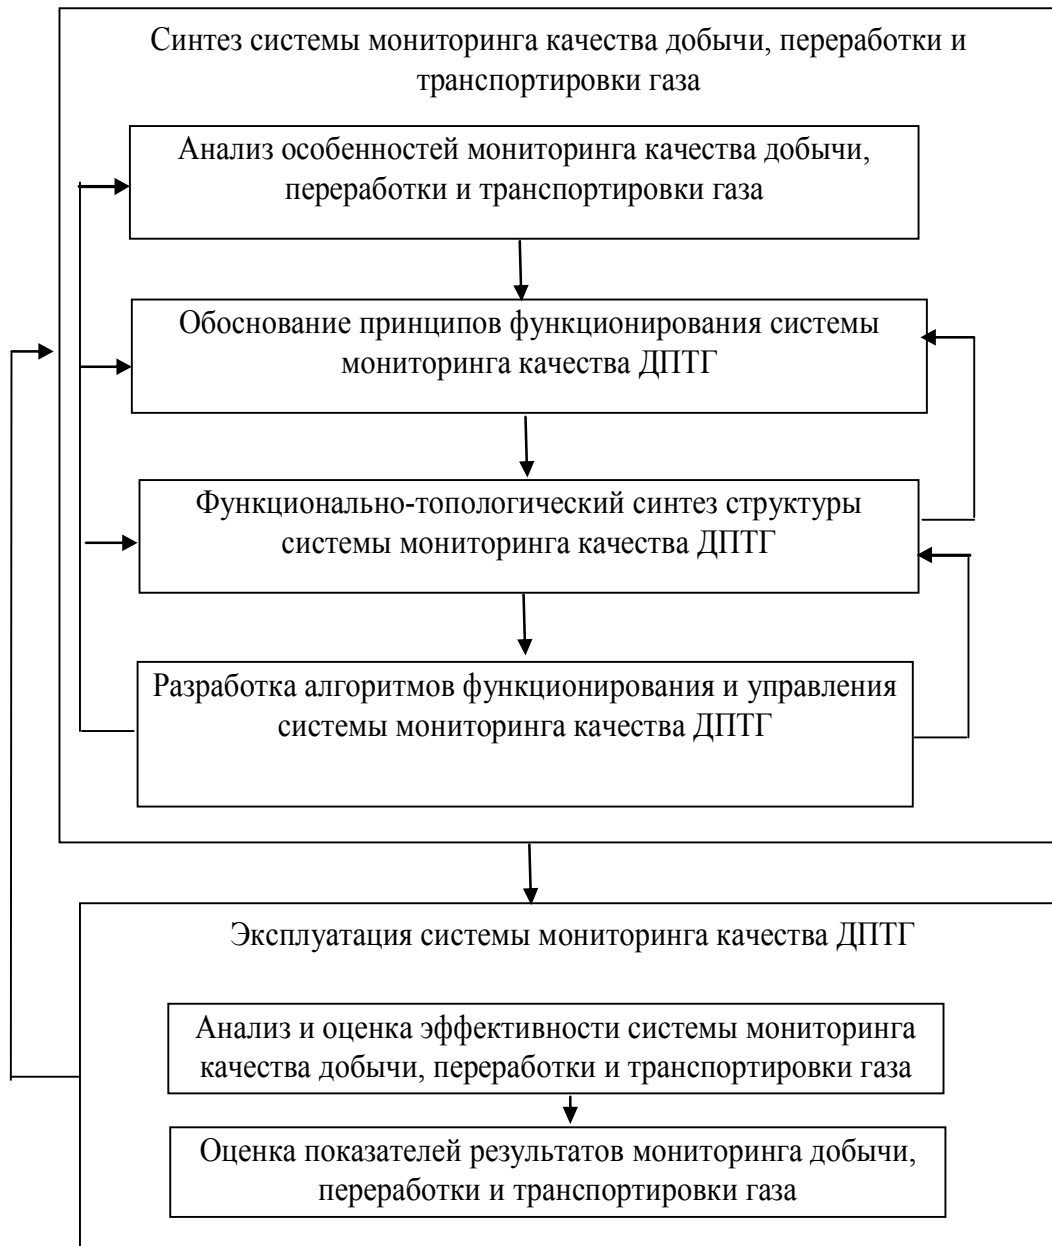 Синтез системы мониторинга качества добычи, переработки и
транспортировки газа
Анализ особенностей мониторинга качества добычи,
переработки и транспортировки газа
Обоснование принципов функционирования системы
мониторинга качества ДПТГ
Функционально-топологический синтез структуры
системы мониторинга качества ДПТГ
Разработка алгоритмов функционирования и управления
системы мониторинга качества ДПТГ
Эксплуатация системы мониторинга качества ДПТГ
Анализ и оценка эффективности системы мониторинга
качества добычи, переработки и транспортировки газа
Оценка показателей результатов мониторинга добычи,
переработки и транспортировки газа